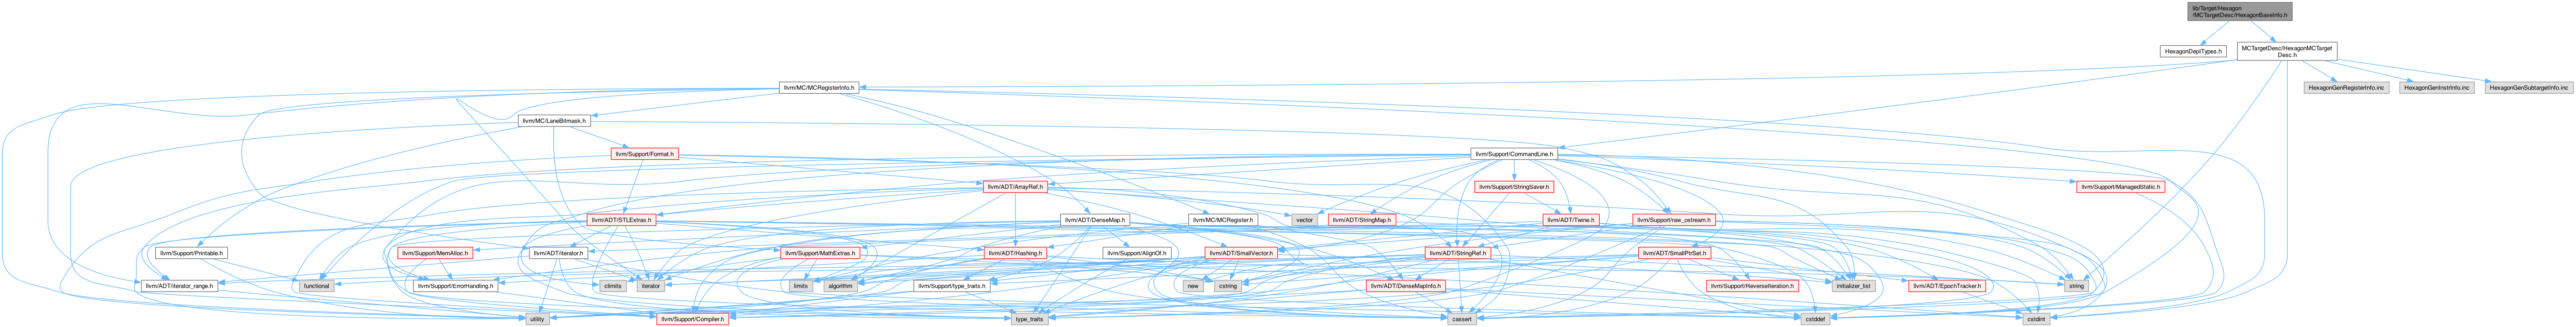 lib/Target/Hexagon
/MCTargetDesc/HexagonBaseInfo.h
HexagonDepITypes.h
MCTargetDesc/HexagonMCTarget
Desc.h
llvm/MC/MCRegisterInfo.h
HexagonGenRegisterInfo.inc
HexagonGenInstrInfo.inc
HexagonGenSubtargetInfo.inc
llvm/MC/LaneBitmask.h
llvm/Support/Format.h
llvm/Support/CommandLine.h
llvm/ADT/ArrayRef.h
llvm/Support/StringSaver.h
llvm/Support/ManagedStatic.h
llvm/ADT/STLExtras.h
llvm/ADT/DenseMap.h
llvm/MC/MCRegister.h
vector
llvm/ADT/StringMap.h
llvm/ADT/Twine.h
llvm/Support/raw_ostream.h
llvm/Support/Printable.h
llvm/Support/MemAlloc.h
llvm/ADT/iterator.h
llvm/Support/MathExtras.h
llvm/ADT/Hashing.h
llvm/Support/AlignOf.h
llvm/ADT/SmallVector.h
llvm/ADT/StringRef.h
llvm/ADT/SmallPtrSet.h
llvm/ADT/iterator_range.h
functional
llvm/Support/ErrorHandling.h
climits
iterator
limits
algorithm
llvm/Support/type_traits.h
new
cstring
llvm/ADT/DenseMapInfo.h
llvm/Support/ReverseIteration.h
initializer_list
llvm/ADT/EpochTracker.h
string
utility
llvm/Support/Compiler.h
type_traits
cassert
cstddef
cstdint